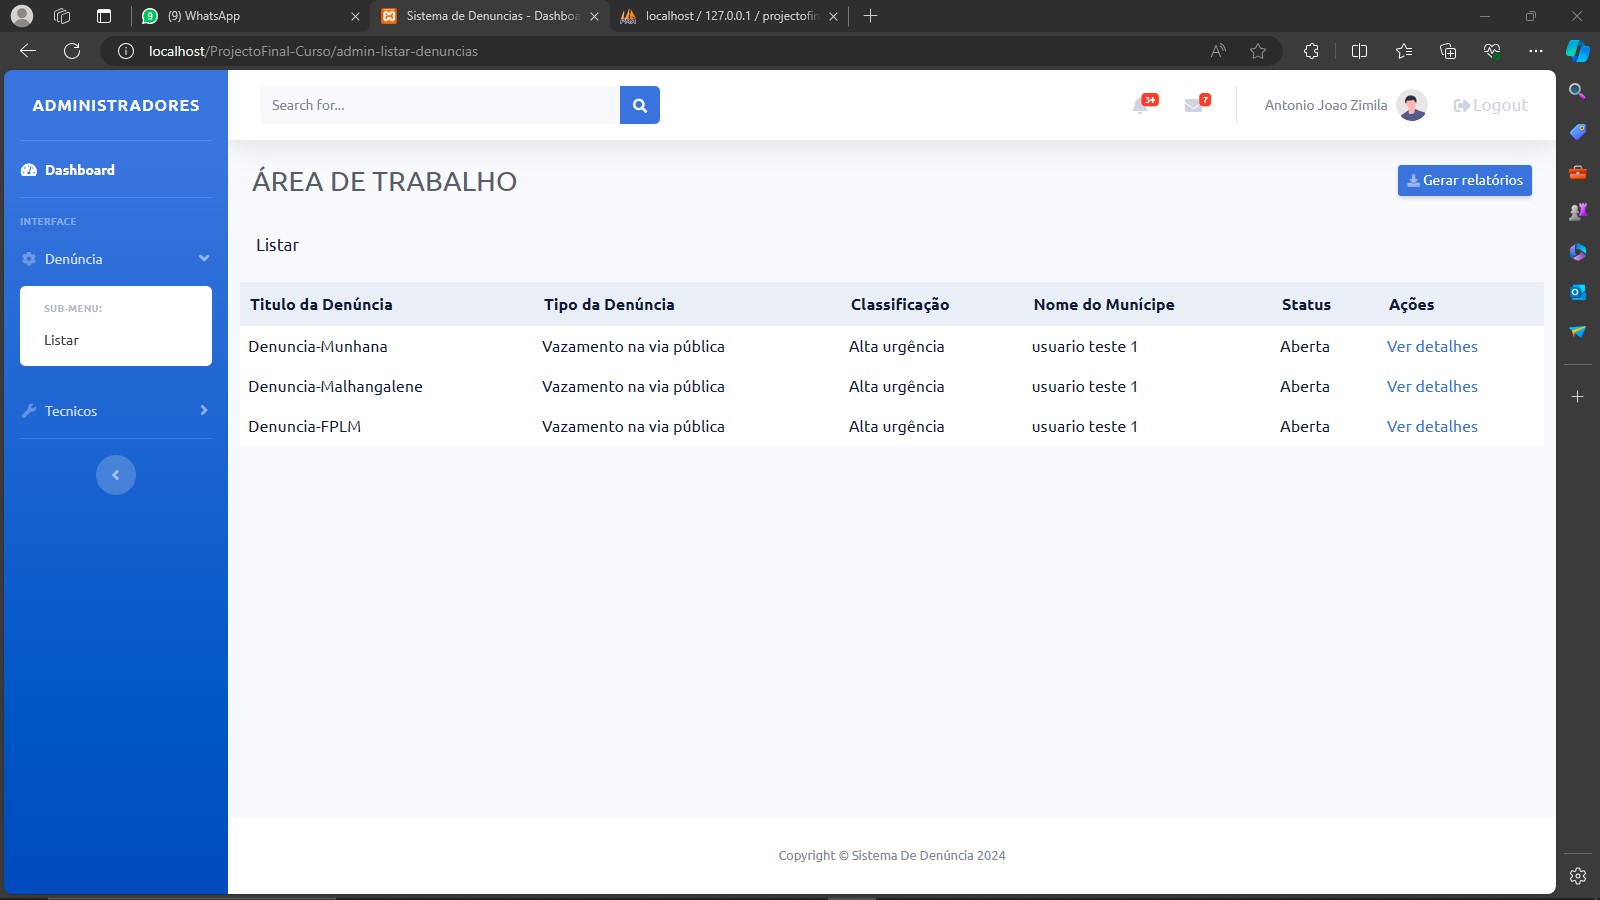 (9) WhatsApp
Sistema de Denuncias - Dashboa
localhost / 127.0.0.1 / projectofin
localhost/ProjectoFinal-Curso/admin-listar-denuncias
ADMINISTRADORES
Search for...
3+
7
Antonio Joao Zimila
Logout
Dashboard
INTERFACE
Denúncia
SUB-MENU:
Listar
Tecnicos
ÁREA DE TRABALHO
Gerar relatórios
Listar
Titulo da Denúncia Tipo da Denúncia Classificação Nome do Munícipe Status Ações
Denuncia-Munhana Vazamento na via pública Alta urgência usuario teste 1 Aberta Ver detalhes
Denuncia-Malhangalene Vazamento na via pública Alta urgência usuario teste 1 Aberta Ver detalhes
Denuncia-FPLM Vazamento na via pública Alta urgência usuario teste 1 Aberta Ver detalhes
Copyright © Sistema De Denúncia 2024